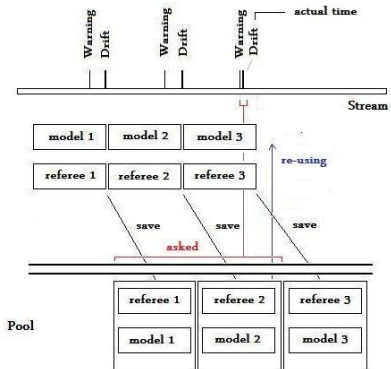 actual time
Warning
Drift
Warning
Drift
Warning
Drift
Stream
model 1
model 2
model 3
referee 1
referee 2
referee 3
re-using
save
save
save
asked
Pool
referee 1
referee 2
referee 3
model 1
model 2
model 3